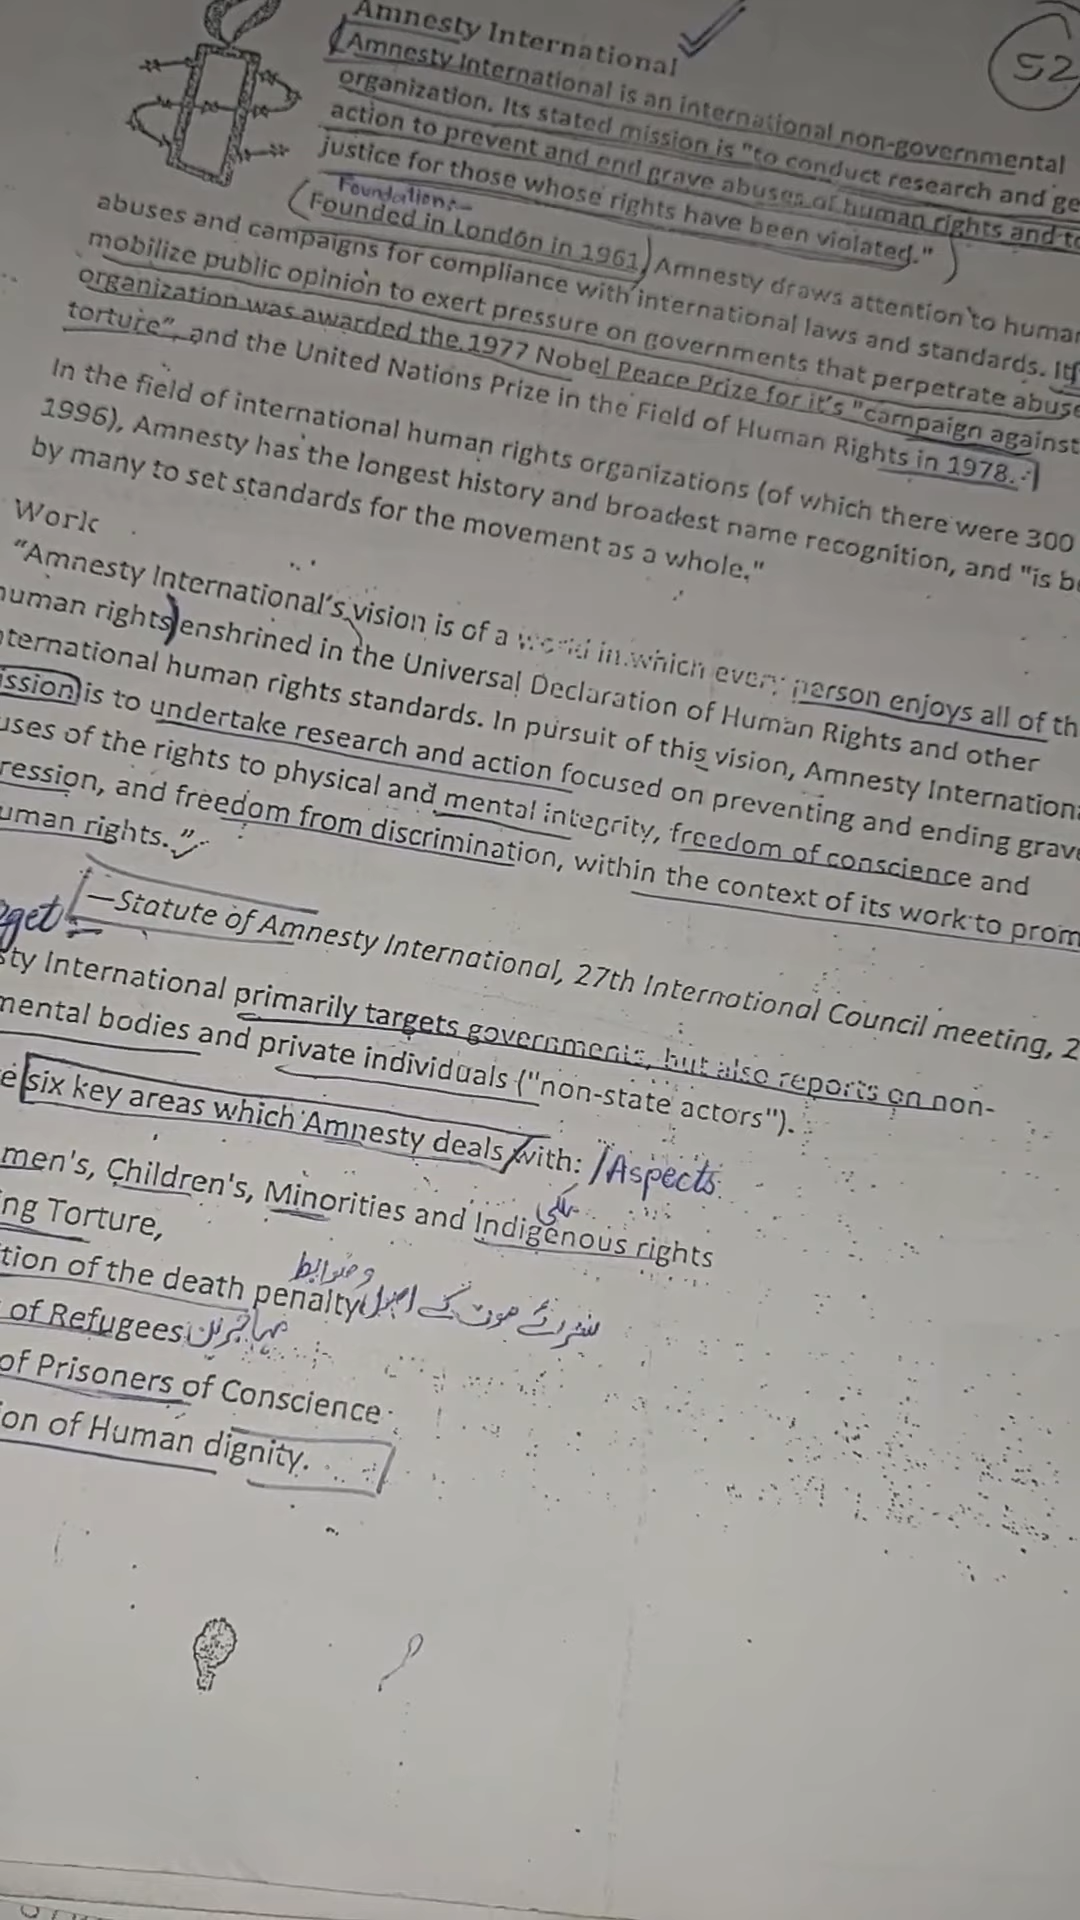 Amnesty International
52
Amnesty International is an international non-governmental
organization. Its stated mission is "to conduct research and ge
action to prevent and end grave abuses of human rights and to
justice for those whose rights have been violated."
Foundation:-
Founded in London in 1961, Amnesty draws attention to human
abuses and campaigns for compliance with international laws and standards. It
mobilize public opinion to exert pressure on governments that perpetrate abuse
organization was awarded the 1977 Nobel Peace Prize for it's "campaign against
torture", and the United Nations Prize in the Field of Human Rights in 1978.
In the field of international human rights organizations (of which there were 300
1996), Amnesty has the longest history and broadest name recognition, and "is b
by many to set standards for the movement as a whole."
Work
"Amnesty International's vision is of a world in which every person enjoys all of th
human rights enshrined in the Universal Declaration of Human Rights and other
nternational human rights standards. In pursuit of this vision, Amnesty Internationa
ission is to undertake research and action focused on preventing and ending grave
uses of the rights to physical and mental integrity, freedom of conscience and
ression, and freedom from discrimination, within the context of its work to prom
uman rights."
—Statute of Amnesty International, 27th International Council meeting, 2
get:-
sty International primarily targets governments, but also reports on non-
mental bodies and private individuals ("non-state actors").
e six key areas which Amnesty deals with: / Aspects
men's, Children's, Minorities and Indigenous rights
ملکی
ng Torture,
tion of the death penalty سزائے موت کے اصول و ضوابط
of Refugees مہاجرین
of Prisoners of Conscience
on of Human dignity.